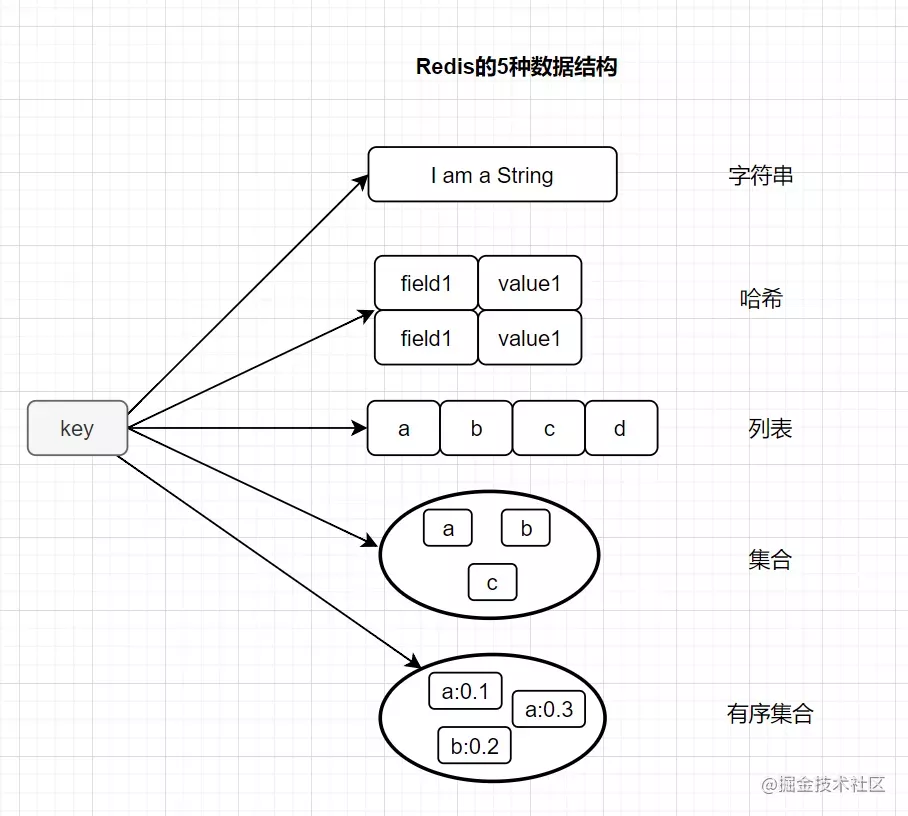 Redis的5种数据结构
I am a String
字符串
field1 value1
哈希
field1 value1
key
a b c d
列表
a b
c
集合
a:0.1
a:0.3
b:0.2
有序集合
@掘金技术社区